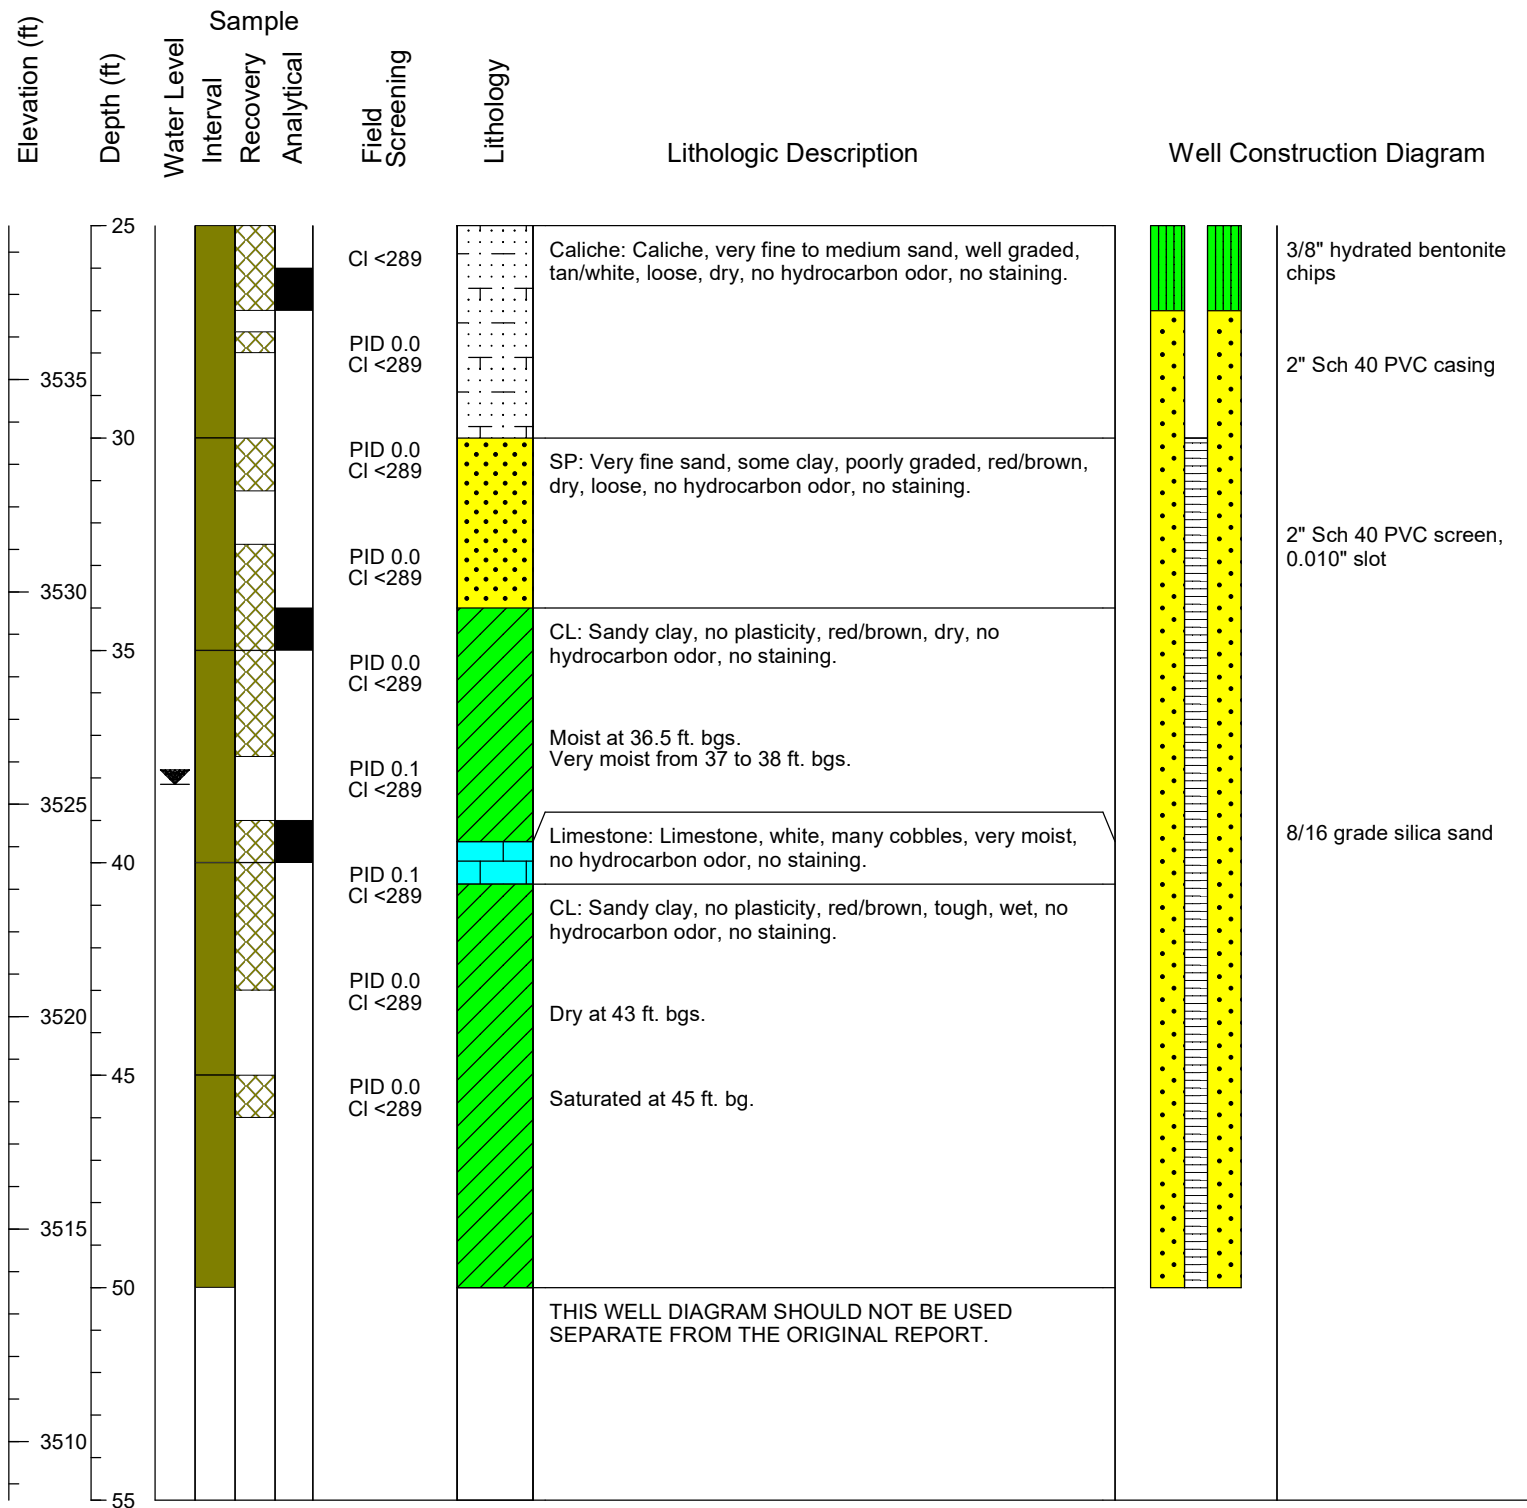 Sample
Elevation (ft)
Depth (ft)
Water Level
Interval
Recovery
Analytical
Field
Screening
Lithology
Lithologic Description
Well Construction Diagram
25
Cl <289
Caliche: Caliche, very fine to medium sand, well graded,
tan/white, loose, dry, no hydrocarbon odor, no staining.
3/8" hydrated bentonite
chips
PID 0.0
Cl <289
3535
2" Sch 40 PVC casing
30
PID 0.0
Cl <289
SP: Very fine sand, some clay, poorly graded, red/brown,
dry, loose, no hydrocarbon odor, no staining.
2" Sch 40 PVC screen,
0.010" slot
PID 0.0
Cl <289
3530
CL: Sandy clay, no plasticity, red/brown, dry, no
hydrocarbon odor, no staining.
35
PID 0.0
Cl <289
Moist at 36.5 ft. bgs.
Very moist from 37 to 38 ft. bgs.
PID 0.1
Cl <289
3525
Limestone: Limestone, white, many cobbles, very moist,
no hydrocarbon odor, no staining.
8/16 grade silica sand
40
PID 0.1
Cl <289
CL: Sandy clay, no plasticity, red/brown, tough, wet, no
hydrocarbon odor, no staining.
PID 0.0
Cl <289
3520
Dry at 43 ft. bgs.
45
PID 0.0
Cl <289
Saturated at 45 ft. bg.
3515
50
THIS WELL DIAGRAM SHOULD NOT BE USED
SEPARATE FROM THE ORIGINAL REPORT.
3510
55